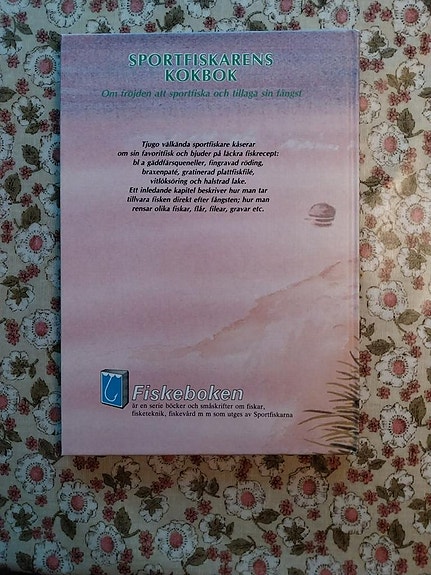 SPORTFISKARENS
KOKBOK
Om tröjden att sportfiska och tillaga sin fångst
Tjugo välkända sportfiskare kåserar
om sin favoritfisk och bjuder på läckra fiskrecept:
bl a gäddfärsqueneller, fingravad röding,
braxenpaté, gratinerad plattfiskfilé,
vitlöksöring och halstrad lake.
Ett inledande kapitel beskriver hur man tar
tillvara fisken direkt efter fångsten; hur man
rensar olika fiskar, flår, filear, gravar etc.
Fiskeboken
är en serie böcker och småskrifter om fiskar,
fisketeknik, fiskevård m m som utges av Sportfiskarna